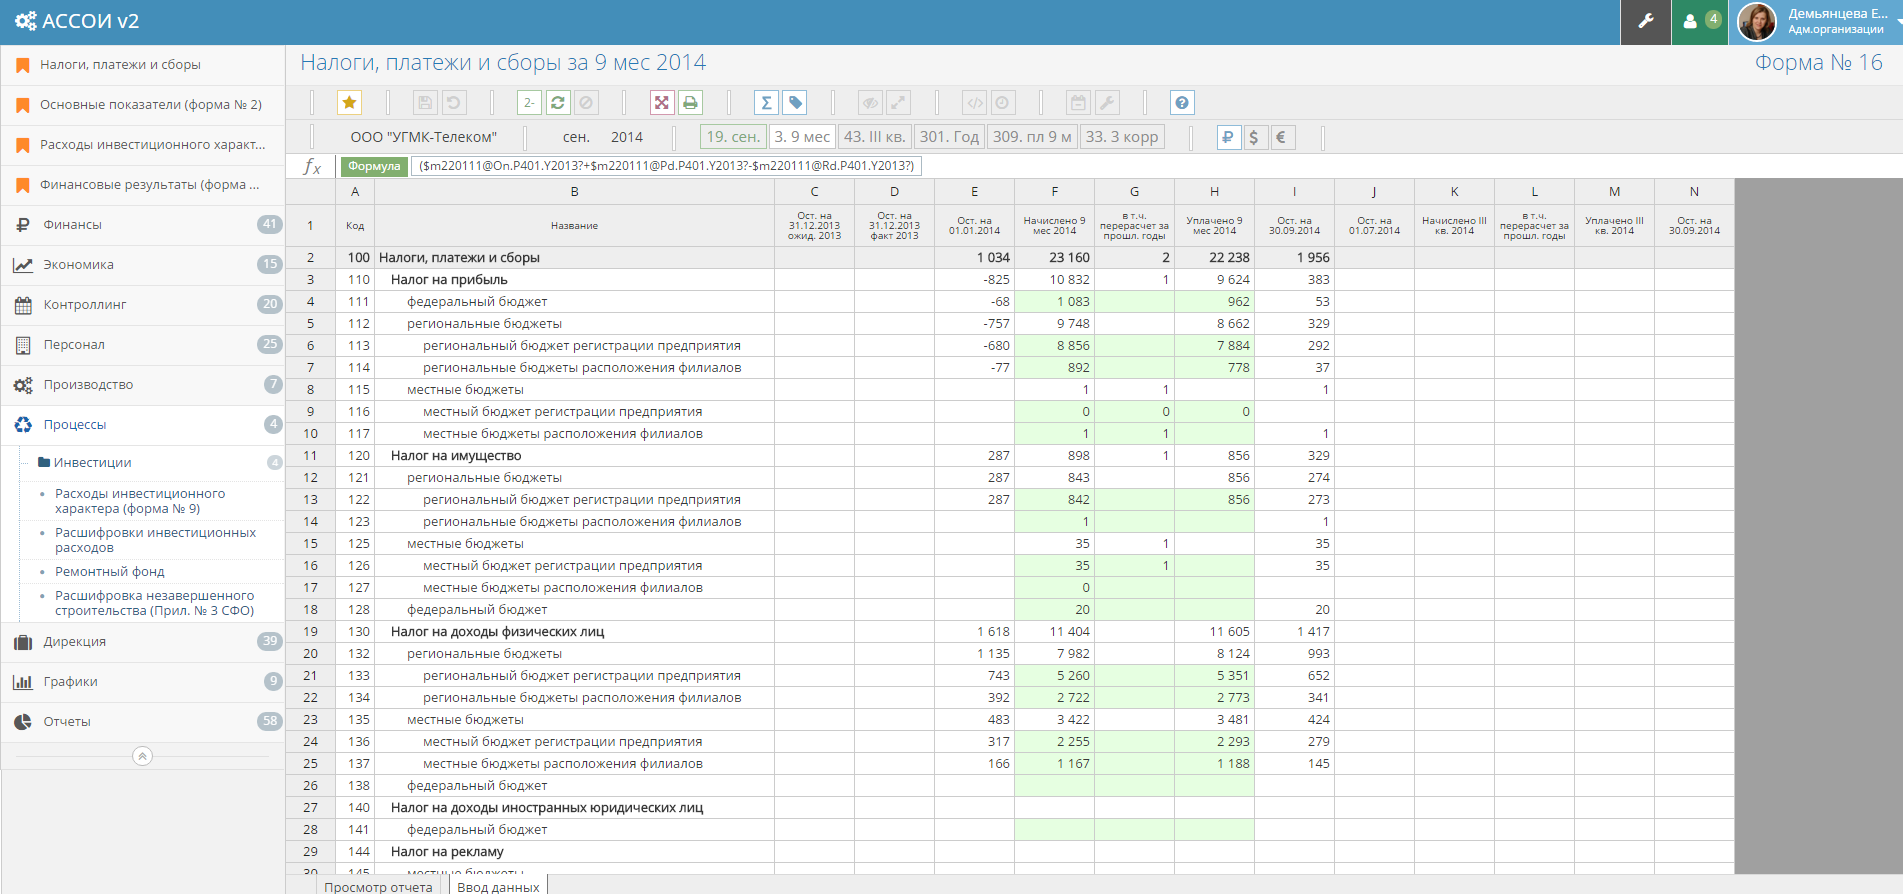 АССОИ v2
4
Демьянцева Е...
Адм.организации
Налоги, платежи и сборы
Основные показатели (форма № 2)
Расходы инвестиционного характ...
Финансовые результаты (форма ...
Финансы 41
Экономика 15
Контроллинг 20
Персонал 25
Производство 7
Процессы 4
Инвестиции 4
Расходы инвестиционного
характера (форма № 9)
Расшифровки инвестиционных
расходов
Ремонтный фонд
Расшифровка незавершенного
строительства (Прил. № 3 СФО)
Дирекция 39
Графики 9
Отчеты 58
Налоги, платежи и сборы за 9 мес 2014
Форма № 16
2-
ООО "УГМК-Телеком" сен. 2014 19. сен. 3. 9 мес 43. III кв. 301. Год 309. пл 9 м 33. 3 корр ₽ $ €
fx Формула ($m220111@On.P401.Y2013?+$m220111@Pd.P401.Y2013?-$m220111@Rd.P401.Y2013?)
A B C D E F G H I J K L M N
1 Код Название Ост. на 31.12.2013 ожид. 2013 Ост. на 31.12.2013 факт 2013 Ост. на 01.01.2014 Начислено 9 мес 2014 в т.ч. перерасчет за прошл. годы Уплачено 9 мес 2014 Ост. на 30.09.2014 Ост. на 01.07.2014 Начислено III кв. 2014 в т.ч. перерасчет за прошл. годы Уплачено III кв. 2014 Ост. на 30.09.2014
2 100 Налоги, платежи и сборы 1 034 23 160 2 22 238 1 956
3 110 Налог на прибыль -825 10 832 1 9 624 383
4 111 федеральный бюджет -68 1 083 962 53
5 112 региональные бюджеты -757 9 748 8 662 329
6 113 региональный бюджет регистрации предприятия -680 8 856 7 884 292
7 114 региональные бюджеты расположения филиалов -77 892 778 37
8 115 местные бюджеты 1 1 1
9 116 местный бюджет регистрации предприятия 0 0 0
10 117 местные бюджеты расположения филиалов 1 1 1
11 120 Налог на имущество 287 898 1 856 329
12 121 региональные бюджеты 287 843 856 274
13 122 региональный бюджет регистрации предприятия 287 842 856 273
14 123 региональные бюджеты расположения филиалов 1 1
15 125 местные бюджеты 35 1 35
16 126 местный бюджет регистрации предприятия 35 1 35
17 127 местные бюджеты расположения филиалов 0
18 128 федеральный бюджет 20 20
19 130 Налог на доходы физических лиц 1 618 11 404 11 605 1 417
20 132 региональные бюджеты 1 135 7 982 8 124 993
21 133 региональный бюджет регистрации предприятия 743 5 260 5 351 652
22 134 региональные бюджеты расположения филиалов 392 2 722 2 773 341
23 135 местные бюджеты 483 3 422 3 481 424
24 136 местный бюджет регистрации предприятия 317 2 255 2 293 279
25 137 местные бюджеты расположения филиалов 166 1 167 1 188 145
26 138 федеральный бюджет
27 140 Налог на доходы иностранных юридических лиц
28 141 федеральный бюджет
29 144 Налог на рекламу
30 145 местные бюджеты
Просмотр отчета Ввод данных